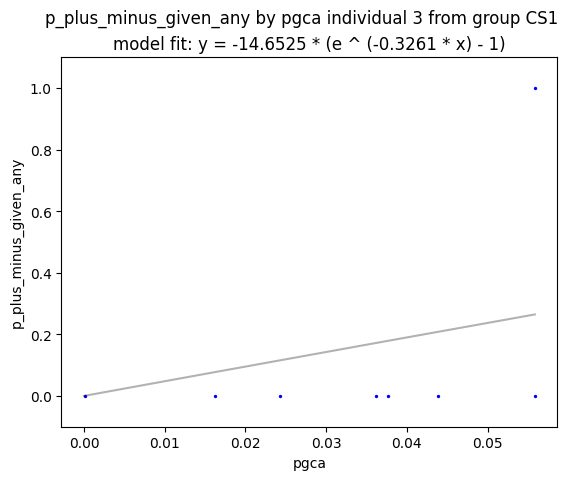 p_plus_minus_given_any by pgca individual 3 from group CS1
model fit: y = -14.6525 * (e ^ (-0.3261 * x) - 1)
1.0
0.8
0.6
0.4
0.2
0.0
p_plus_minus_given_any
0.00 0.01 0.02 0.03 0.04 0.05
pgca